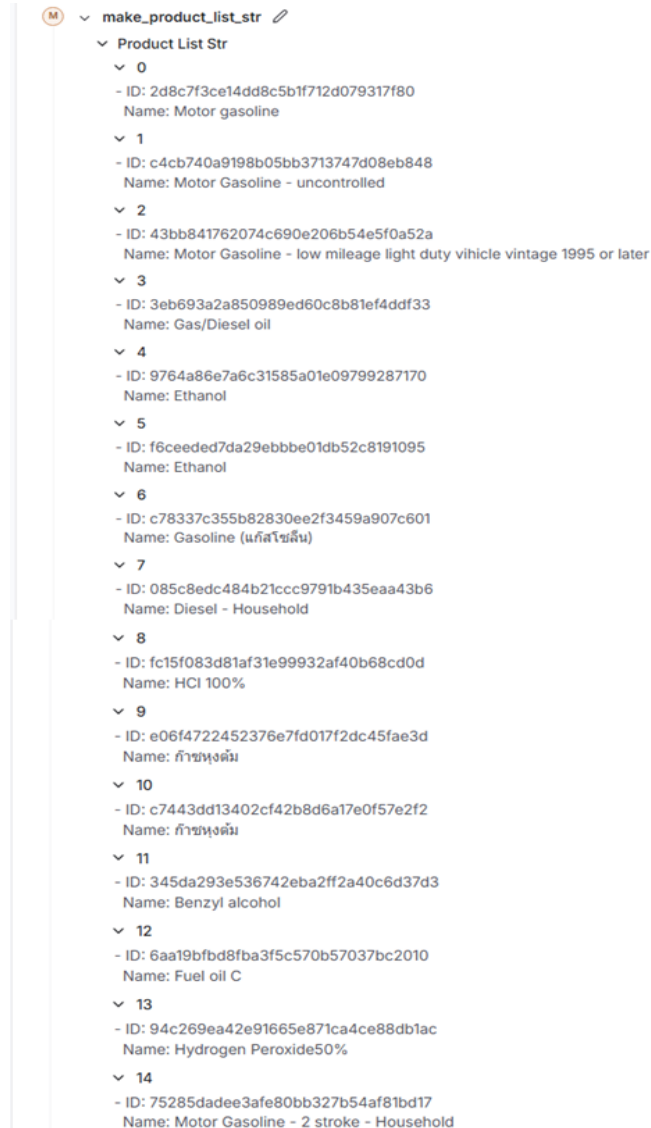 M make_product_list_str
Product List Str
0
- ID: 2d8c7f3ce14dd8c5b1f712d079317f80
Name: Motor gasoline
1
- ID: c4cb740a9198b05bb3713747d08eb848
Name: Motor Gasoline - uncontrolled
2
- ID: 43bb841762074c690e206b54e5f0a52a
Name: Motor Gasoline - low mileage light duty vihicle vintage 1995 or later
3
- ID: 3eb693a2a850989ed60c8b81ef4ddf33
Name: Gas/Diesel oil
4
- ID: 9764a86e7a6c31585a01e09799287170
Name: Ethanol
5
- ID: f6ceeded7da29ebbbe01db52c8191095
Name: Ethanol
6
- ID: c78337c355b82830ee2f3459a907c601
Name: Gasoline (แก๊สโซลีน)
7
- ID: 085c8edc484b21ccc9791b435eaa43b6
Name: Diesel - Household
8
- ID: fc15f083d81af31e99932af40b68cd0d
Name: HCl 100%
9
- ID: e06f4722452376e7fd017f2dc45fae3d
Name: ก๊าซหุงต้ม
10
- ID: c7443dd13402cf42b8d6a17e0f57e2f2
Name: ก๊าซหุงต้ม
11
- ID: 345da293e536742eba2ff2a40c6d37d3
Name: Benzyl alcohol
12
- ID: 6aa19bfbd8fba3f5c570b57037bc2010
Name: Fuel oil C
13
- ID: 94c269ea42e91665e871ca4ce88db1ac
Name: Hydrogen Peroxide50%
14
- ID: 75285dadee3afe80bb327b54af81bd17
Name: Motor Gasoline - 2 stroke - Household